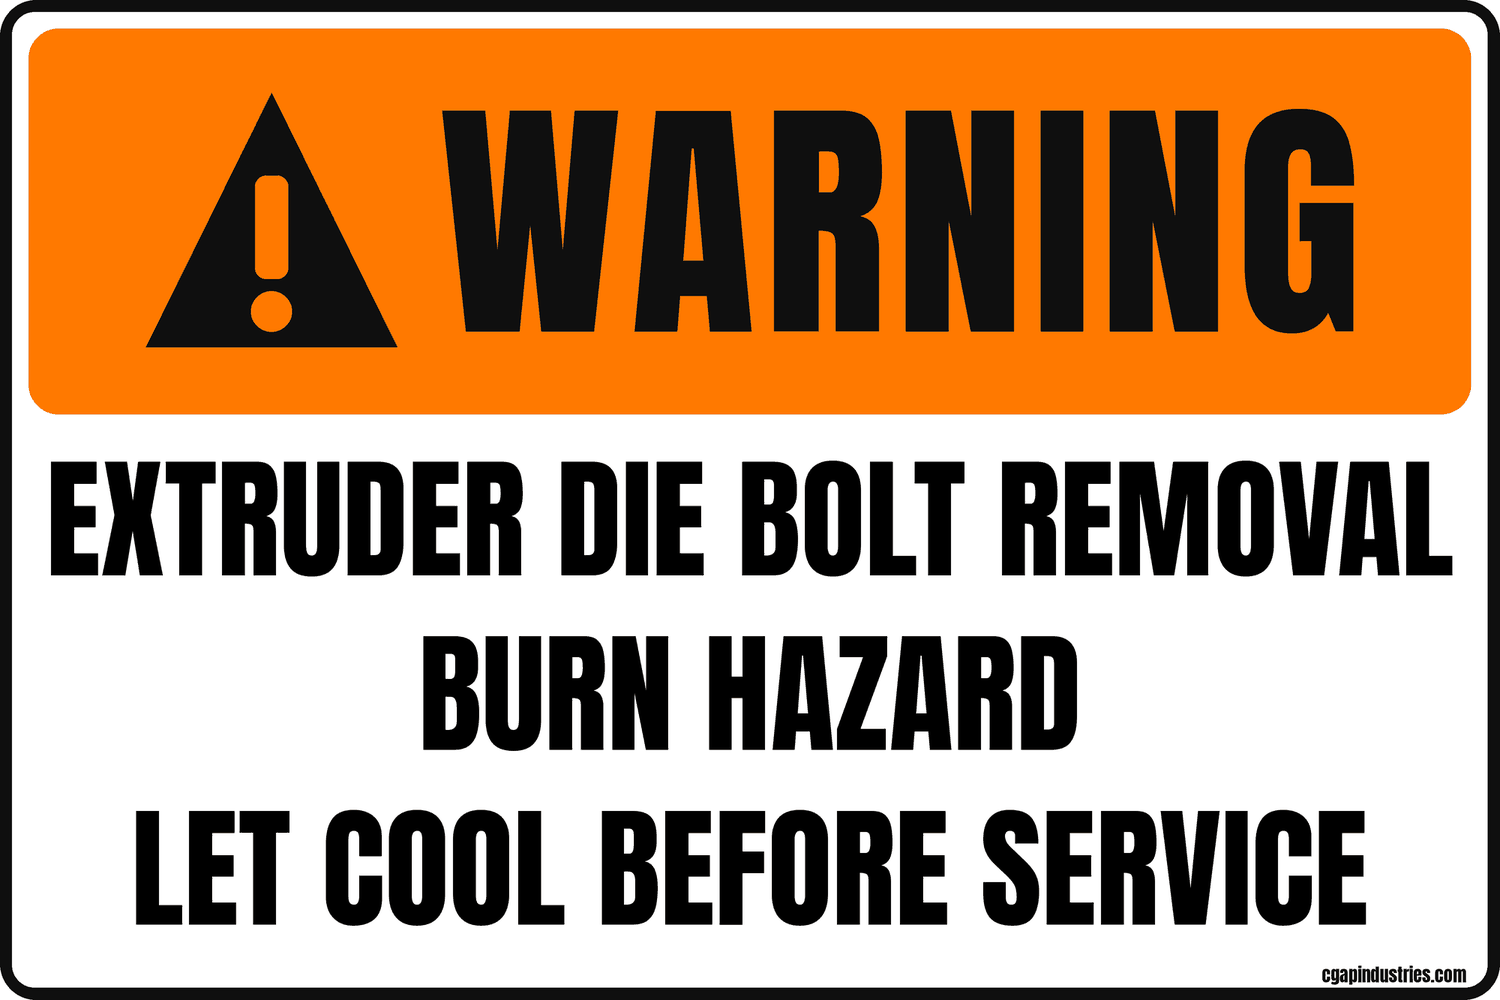 WARNING
EXTRUDER DIE BOLT REMOVAL
BURN HAZARD
LET COOL BEFORE SERVICE
cgapindustries.com